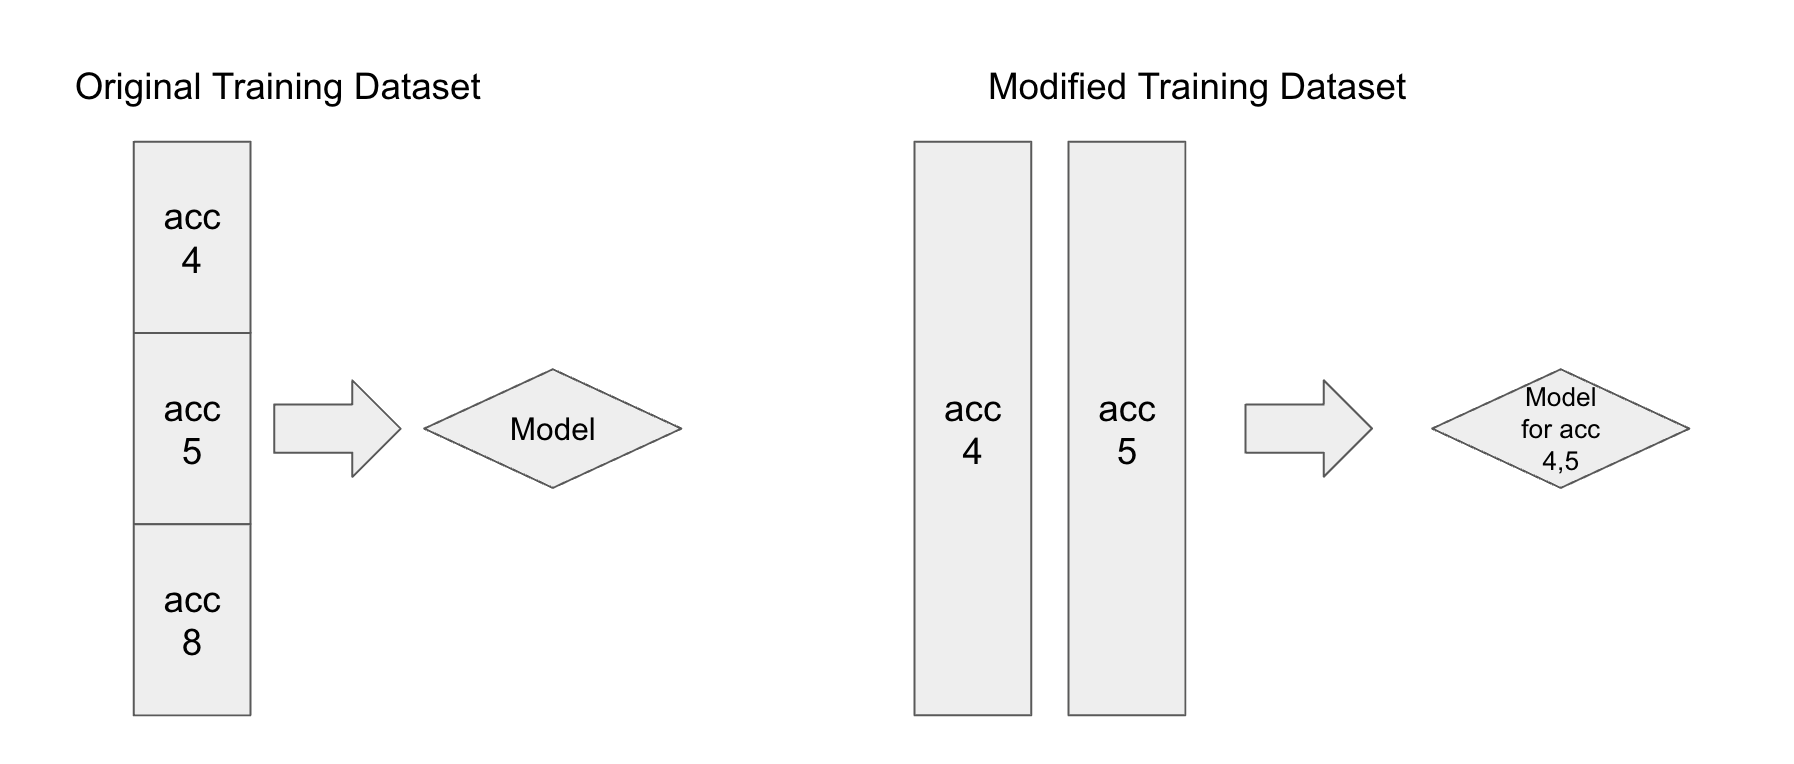 Original Training Dataset
acc
4
acc
5
acc
8
Model
Modified Training Dataset
acc
4
acc
5
Model
for acc
4,5